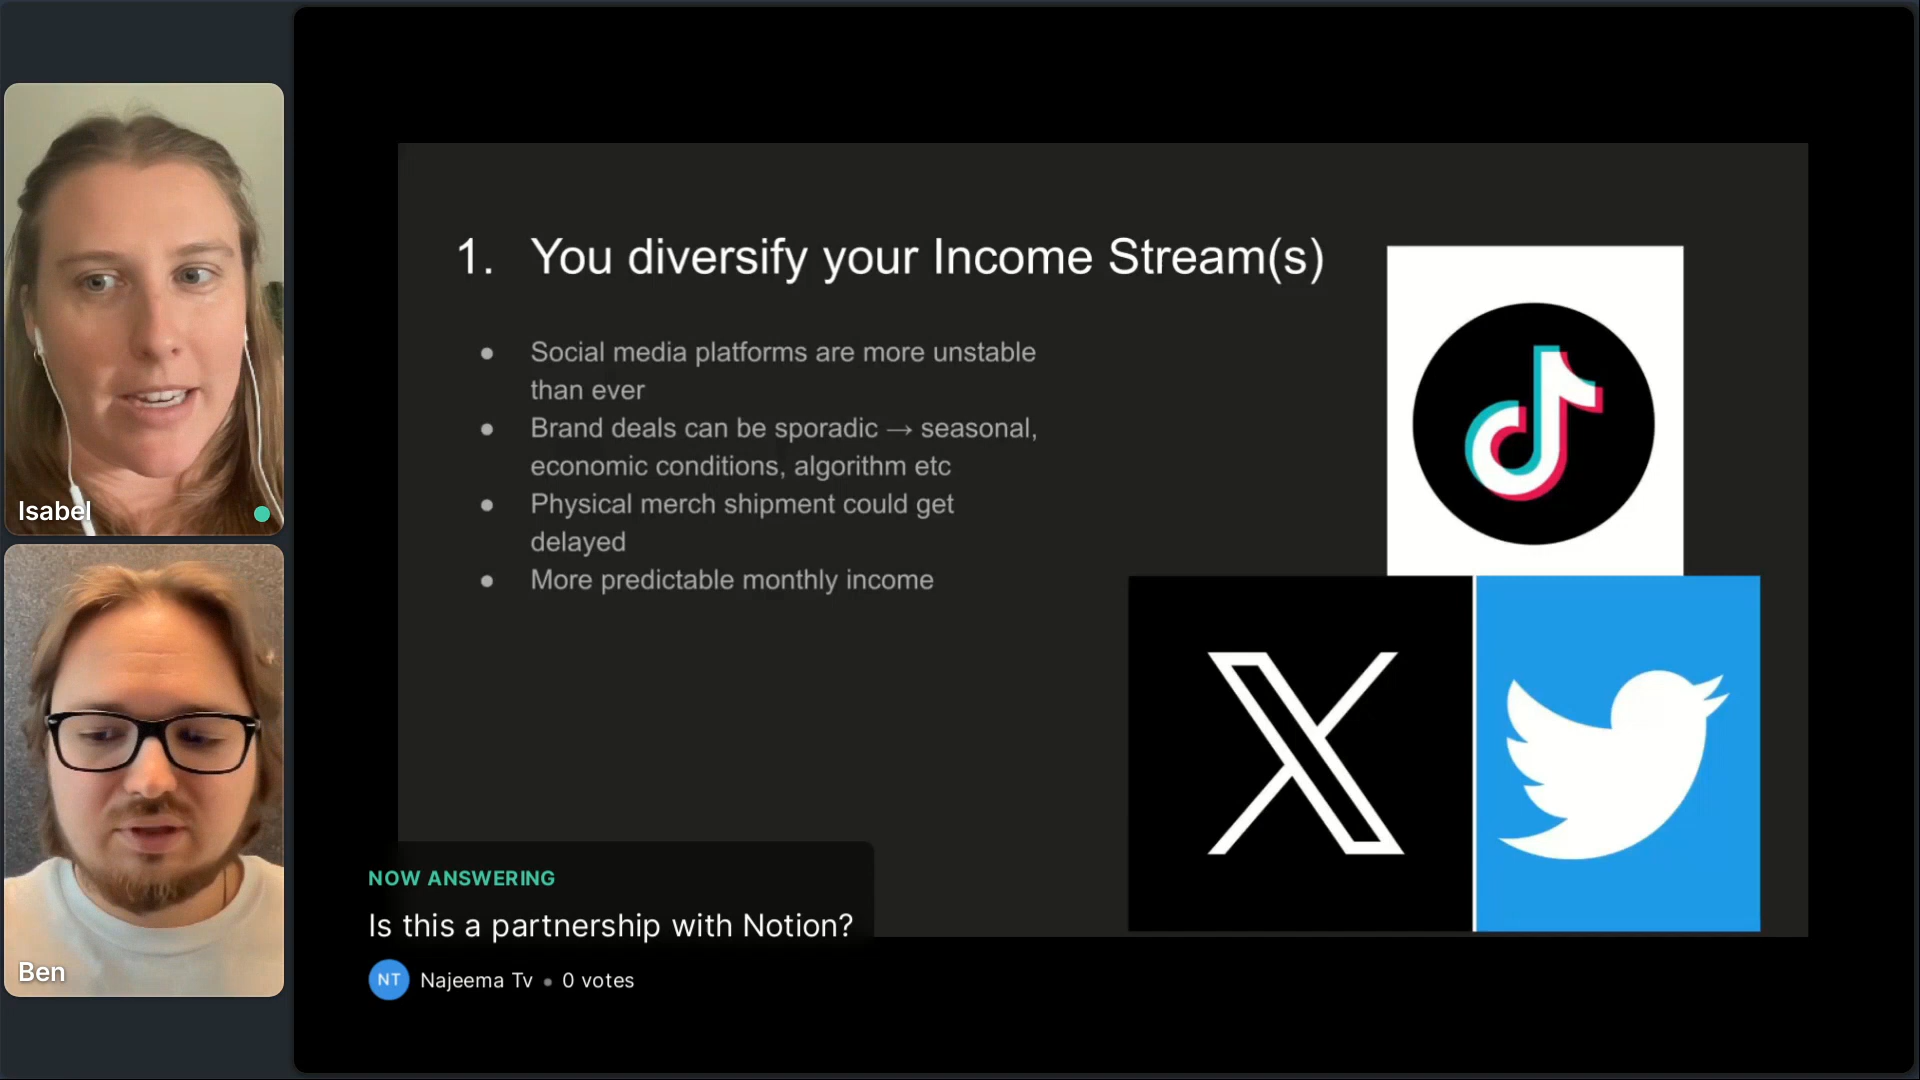 Isabel
Ben
1. You diversify your Income Stream(s)
● Social media platforms are more unstable
than ever
● Brand deals can be sporadic → seasonal,
economic conditions, algorithm etc
● Physical merch shipment could get
delayed
● More predictable monthly income
NOW ANSWERING
Is this a partnership with Notion?
NT Najeema Tv • 0 votes